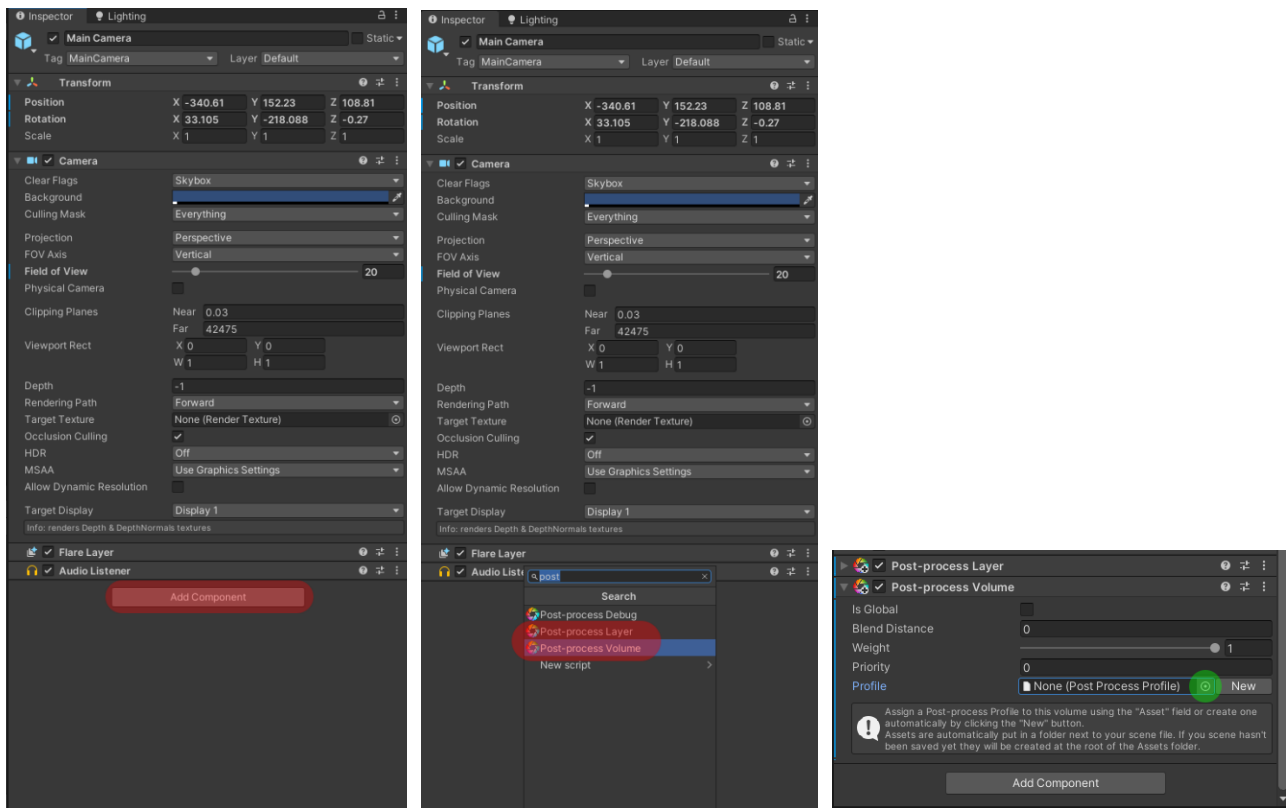 Inspector Lighting
Main Camera Static
Tag MainCamera Layer Default
Transform
Position X -340.61 Y 152.23 Z 108.81
Rotation X 33.105 Y -218.088 Z -0.27
Scale X 1 Y 1 Z 1
Camera
Clear Flags Skybox
Background
Culling Mask Everything
Projection Perspective
FOV Axis Vertical
Field of View 20
Physical Camera
Clipping Planes Near 0.03
Far 42475
Viewport Rect X 0 Y 0
W 1 H 1
Depth -1
Rendering Path Forward
Target Texture None (Render Texture)
Occlusion Culling
HDR Off
MSAA Use Graphics Settings
Allow Dynamic Resolution
Target Display Display 1
Info: renders Depth & DepthNormals textures
Flare Layer
Audio Listener
Add Component
Inspector Lighting
Main Camera Static
Tag MainCamera Layer Default
Transform
Position X -340.61 Y 152.23 Z 108.81
Rotation X 33.105 Y -218.088 Z -0.27
Scale X 1 Y 1 Z 1
Camera
Clear Flags Skybox
Background
Culling Mask Everything
Projection Perspective
FOV Axis Vertical
Field of View 20
Physical Camera
Clipping Planes Near 0.03
Far 42475
Viewport Rect X 0 Y 0
W 1 H 1
Depth -1
Rendering Path Forward
Target Texture None (Render Texture)
Occlusion Culling
HDR Off
MSAA Use Graphics Settings
Allow Dynamic Resolution
Target Display Display 1
Info: renders Depth & DepthNormals textures
Flare Layer
Audio Liste
post
Search
Post-process Debug
Post-process Layer
Post-process Volume
New script
Post-process Layer
Post-process Volume
Is Global
Blend Distance 0
Weight 1
Priority 0
Profile None (Post Process Profile) New
Assign a Post-process Profile to this volume using the "Asset" field or create one
automatically by clicking the "New" button.
Assets are automatically put in a folder next to your scene file. If you scene hasn't
been saved yet they will be created at the root of the Assets folder.
Add Component